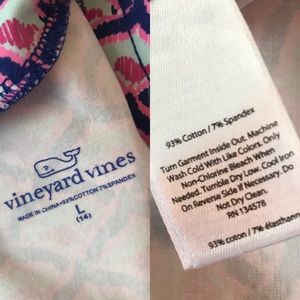 vineyard vines
MADE IN CHINA•93%COTTON 7%SPANDEX
L
(14)
93% Cotton / 7% Spandex
Turn Garment Inside Out. Machine
Wash Cold With Like Colors. Only
Non-Chlorine Bleach When
Needed. Tumble Dry Low. Cool Iron
On Reverse Side If Necessary. Do
Not Dry Clean.
RN 134578
93% cotton / 7% elasthann